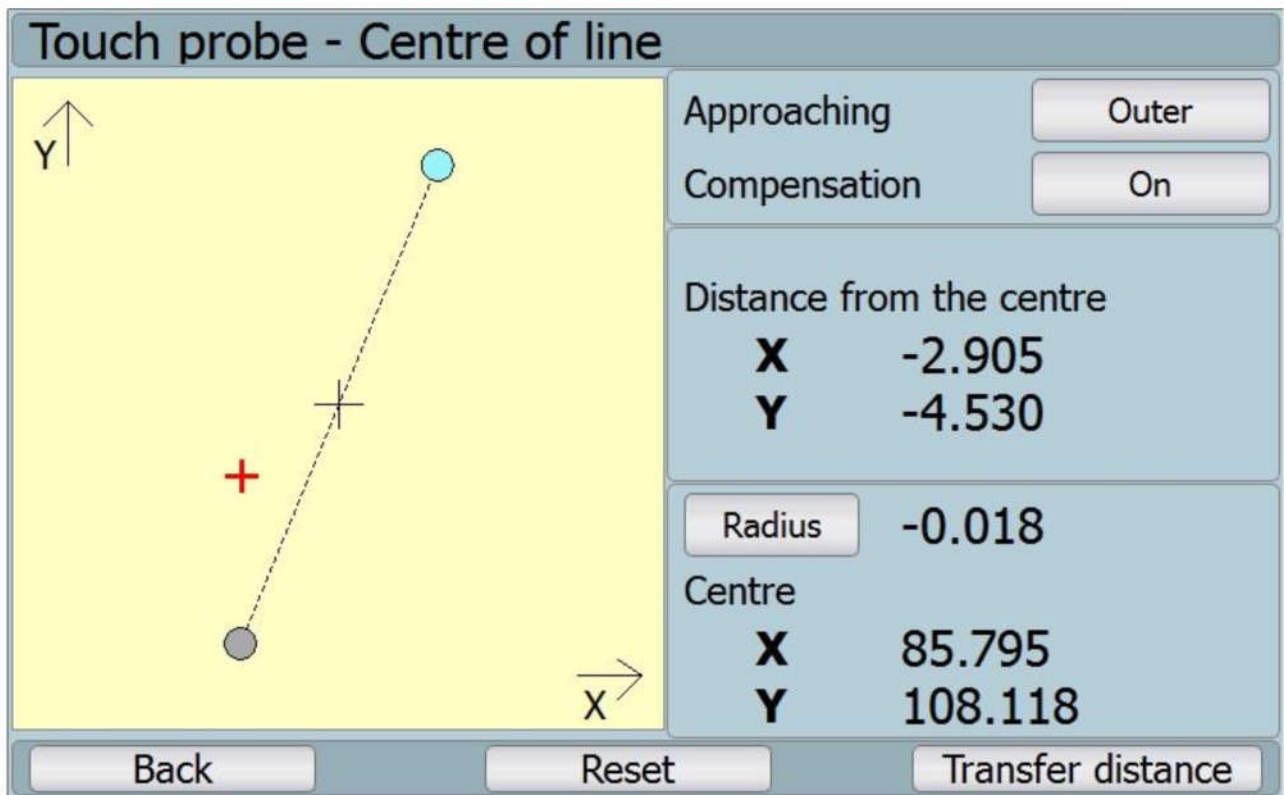 Touch probe - Centre of line
Y
X
Approaching Outer
Compensation On
Distance from the centre
X -2.905
Y -4.530
Radius -0.018
Centre
X 85.795
Y 108.118
Back Reset Transfer distance